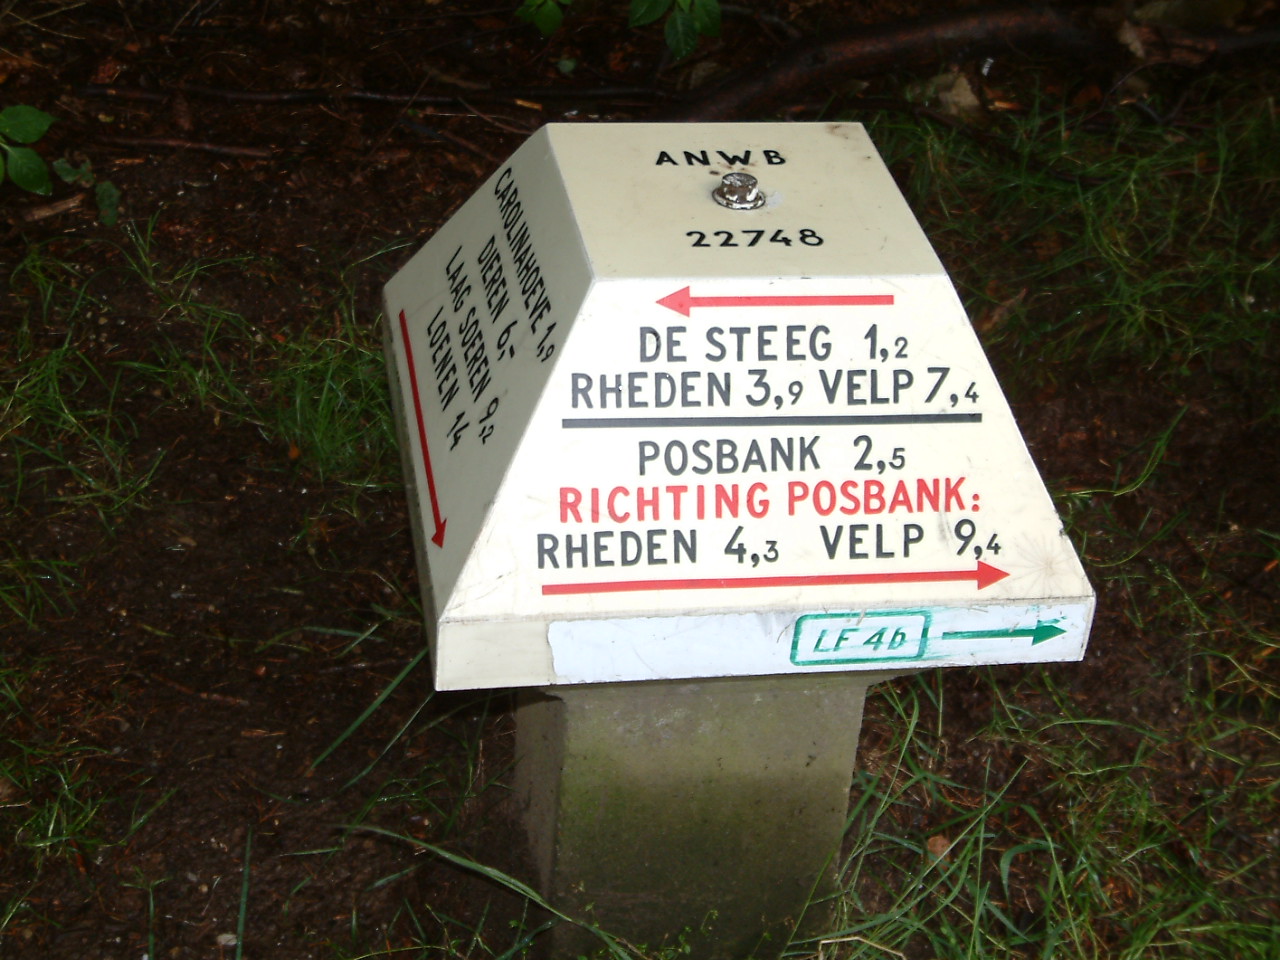 ANWB
22748
DE STEEG 1,2
RHEDEN 3,9 VELP 7,4
POSBANK 2,5
RICHTING POSBANK:
RHEDEN 4,3 VELP 9,4
LF 4b
CAROLINAHOEVE 1,9
DIEREN 6,-
LAAG SOEREN 9,2
LOENEN 14